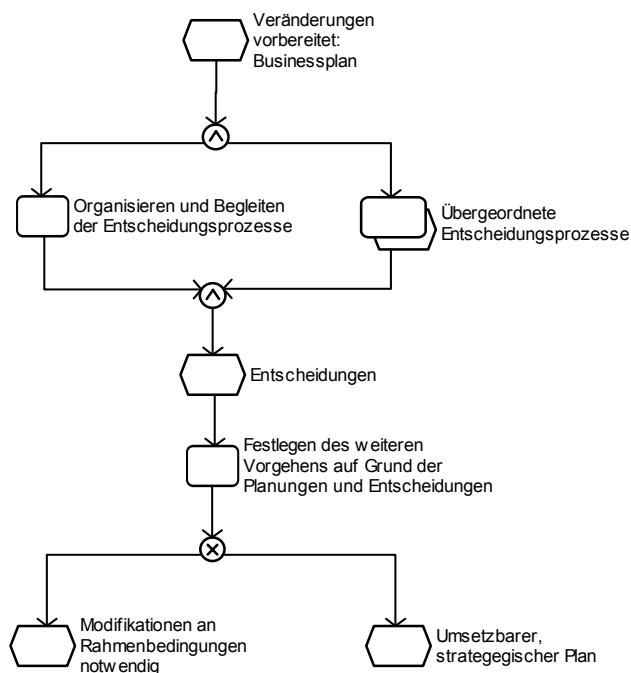 Veränderungen
vorbereitet:
Businessplan
Organisieren und Begleiten
der Entscheidungsprozesse
Übergeordnete
Entscheidungsprozesse
Entscheidungen
Festlegen des weiteren
Vorgehens auf Grund der
Planungen und Entscheidungen
Modifikationen an
Rahmenbedingungen
notwendig
Umsetzbarer,
strategegischer Plan